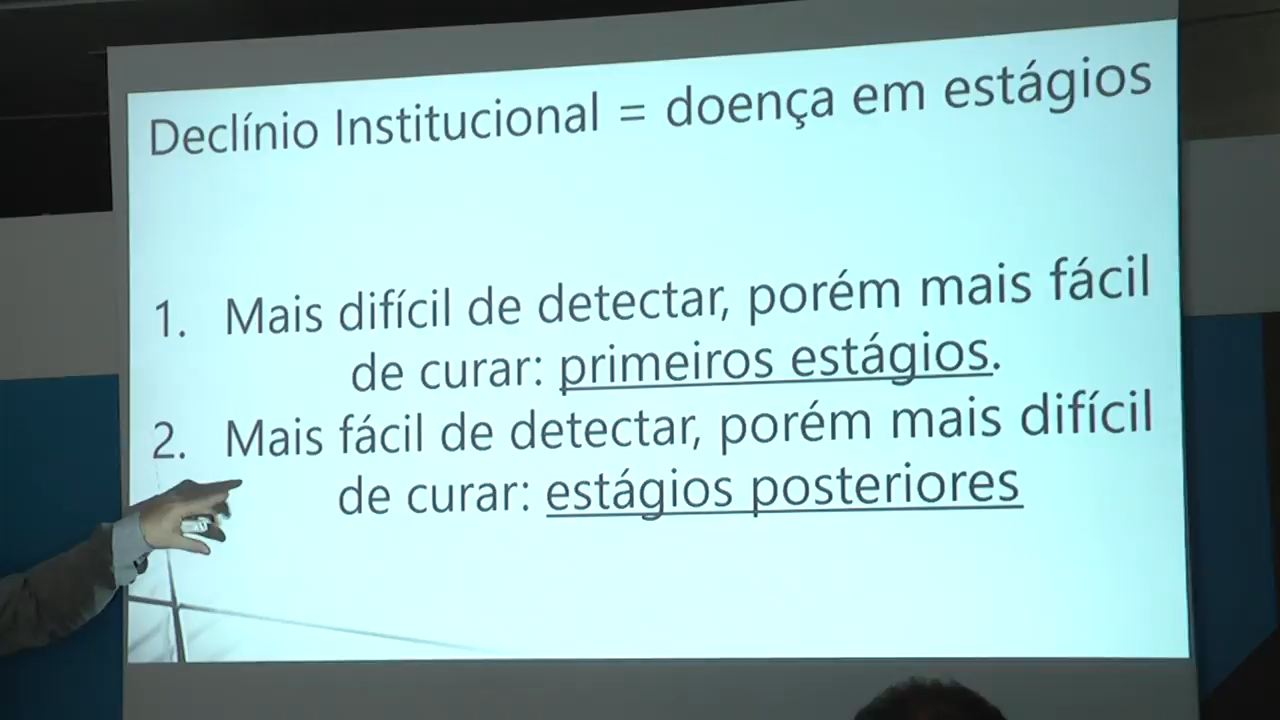 Declínio Institucional = doença em estágios
1. Mais difícil de detectar, porém mais fácil
de curar: primeiros estágios.
2. Mais fácil de detectar, porém mais difícil
de curar: estágios posteriores